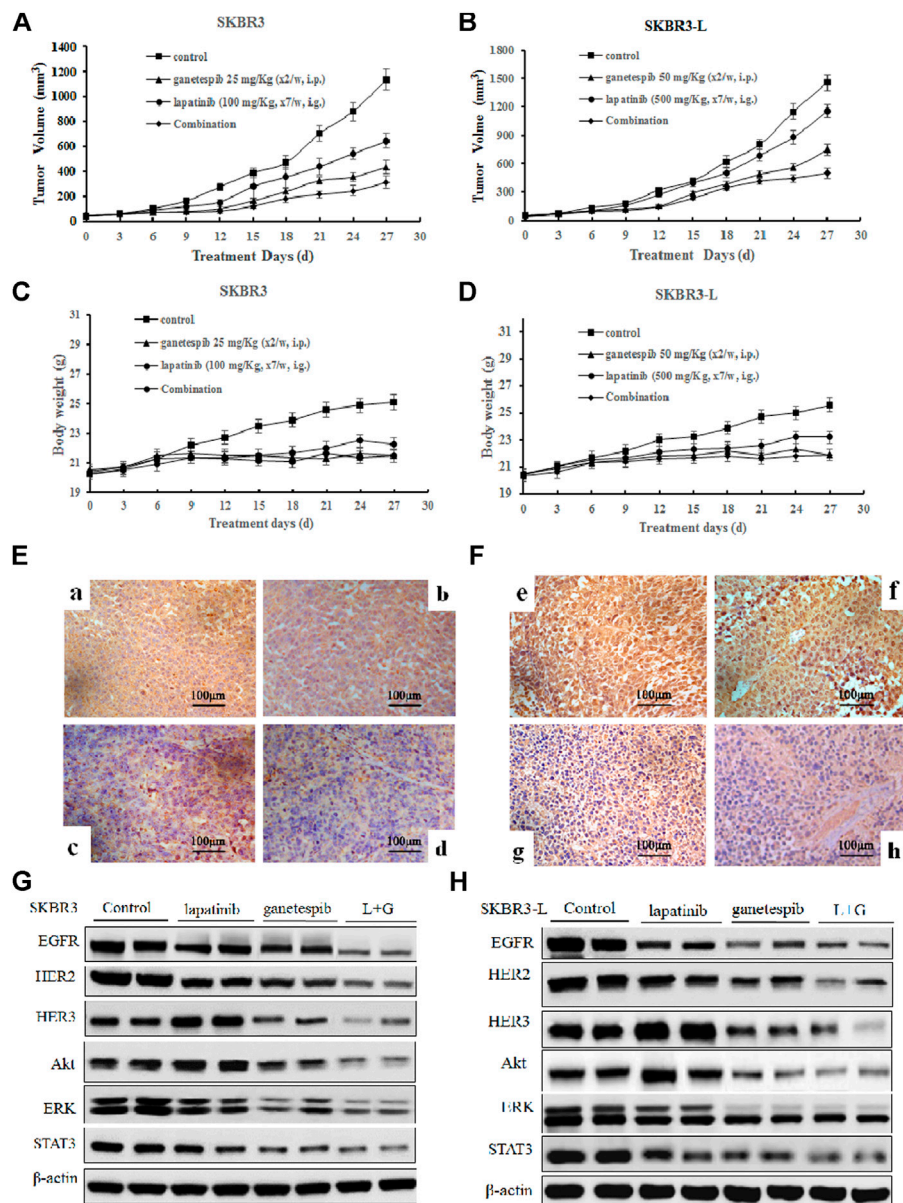 A
SKBR3
Tumor Volume (mm³)
1400
1200
1000
800
600
400
200
0
control
ganetespib 25 mg/Kg (x2/w, i.p.)
lapatinib (100 mg/Kg, x7/w, i.g.)
Combination
0 3 6 9 12 15 18 21 24 27 30
Treatment Days (d)
B
SKBR3-L
Tumor Volme (mm³)
1800
1500
1200
900
600
300
0
control
ganetespib 50 mg/Kg (x2/w, i.p.)
lapatinib (500 mg/Kg, x7/w, i.g.)
Combination
0 3 6 9 12 15 18 21 24 27 30
Treatment Days (d)
C
SKBR3
Body weight (g)
31
29
27
25
23
21
19
control
ganetespib 25 mg/Kg (x2/w, i.p.)
lapatinib (100 mg/Kg, x7/w, i.g.)
Combination
0 3 6 9 12 15 18 21 24 27 30
Treatment days (d)
D
SKBR3-L
Body weight (g)
31
29
27
25
23
21
19
control
ganetespib 50 mg/Kg (x2/w, i.p.)
lapatinib (500 mg/Kg, x7/w, i.g.)
Combination
0 3 6 9 12 15 18 21 24 27 30
Treatment days (d)
E
a
100μm
b
100μm
c
100μm
d
100μm
F
e
100μm
f
100μm
g
100μm
h
100μm
G
SKBR3 Control lapatinib ganetespib L+G
EGFR
HER2
HER3
Akt
ERK
STAT3
β-actin
H
SKBR3-L Control lapatinib ganetespib L+G
EGFR
HER2
HER3
Akt
ERK
STAT3
β-actin